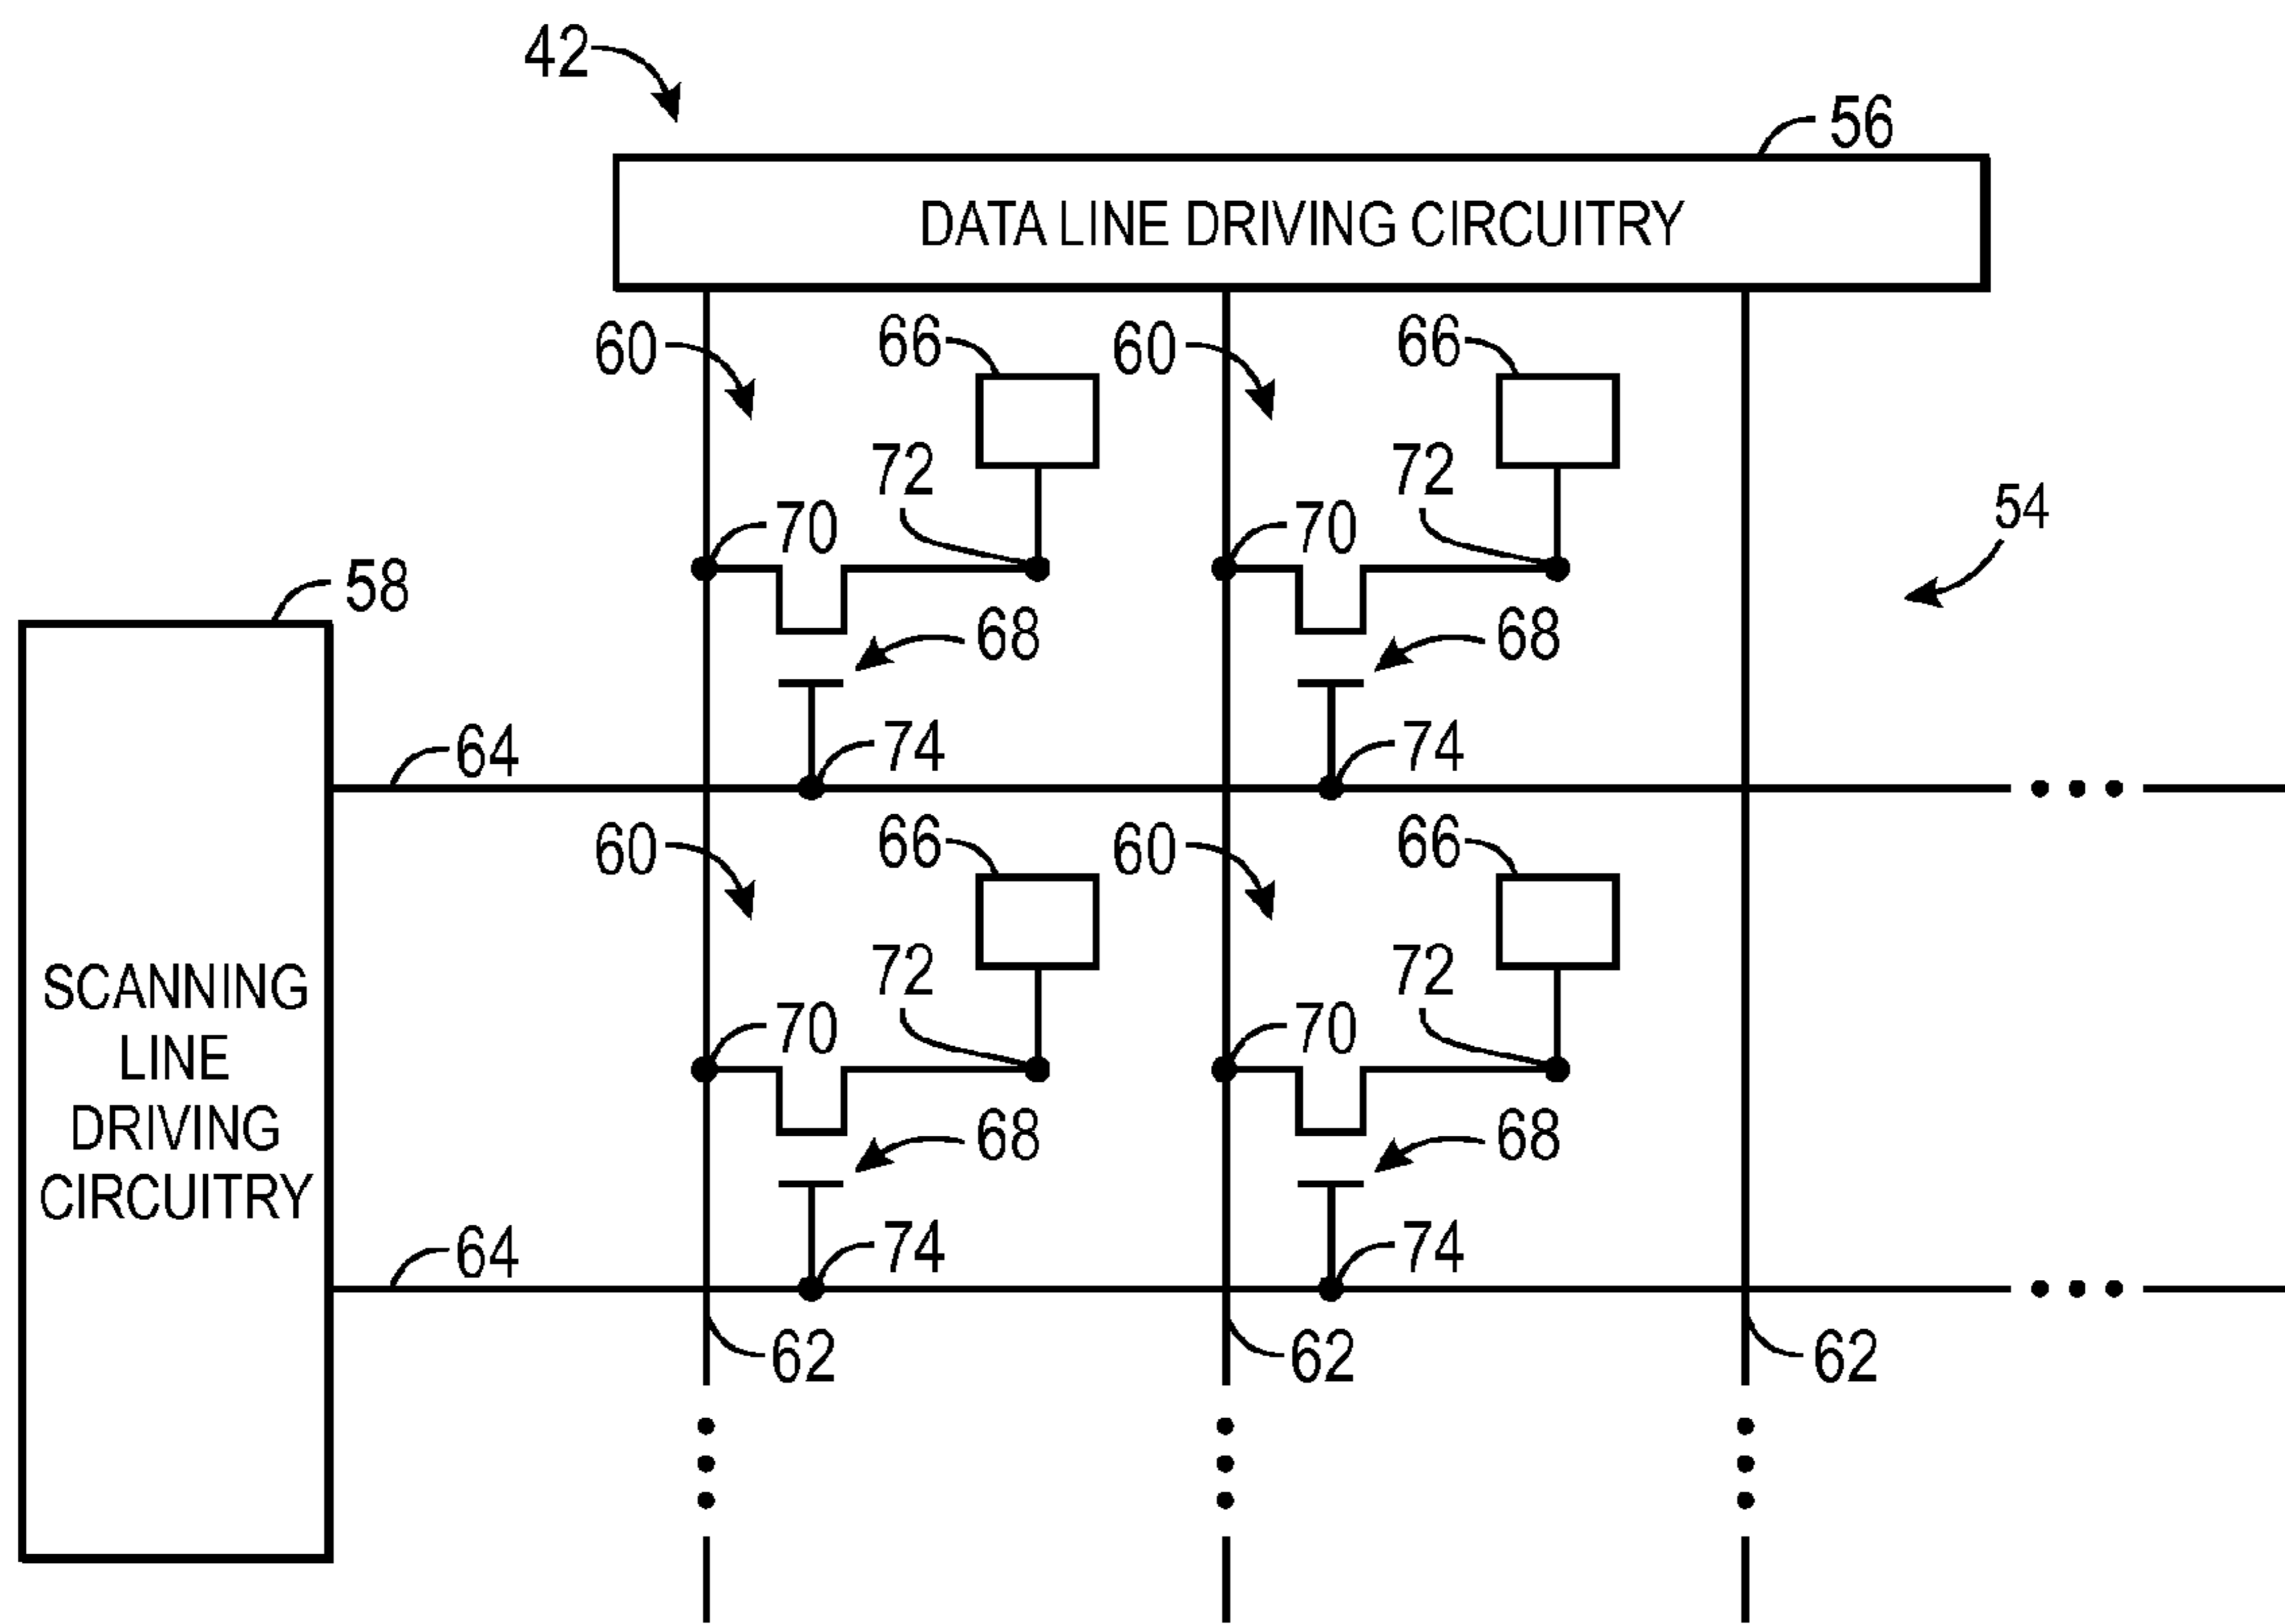 42
56
DATA LINE DRIVING CIRCUITRY
60 66 60 66
72 72
54
70 70
58
68 68
64 74 74
60 66 60 66
72 72
SCANNING
LINE
DRIVING
CIRCUITRY
70 70
68 68
64 74 74
62 62 62